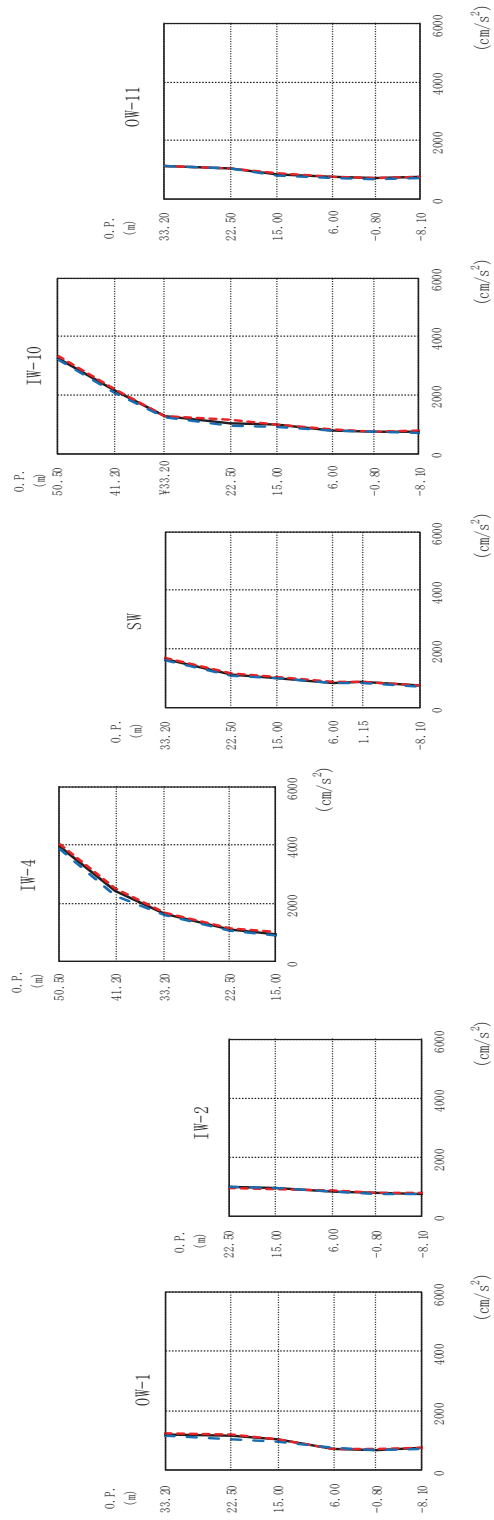 OW-1
O.P.
(m)
33.20
22.50
15.00
6.00
-0.80
-8.10
0
2000
4000
6000
(cm/s²)
IW-2
O.P.
(m)
22.50
15.00
6.00
-0.80
-8.10
0
2000
4000
6000
(cm/s²)
IW-4
O.P.
(m)
50.50
41.20
33.20
22.50
15.00
0
2000
4000
6000
(cm/s²)
SW
O.P.
(m)
33.20
22.50
15.00
6.00
1.15
-8.10
0
2000
4000
6000
(cm/s²)
IW-10
O.P.
(m)
50.50
41.20
¥33.20
22.50
15.00
6.00
-0.80
-8.10
0
2000
4000
6000
(cm/s²)
OW-11
O.P.
(m)
33.20
22.50
15.00
6.00
-0.80
-8.10
0
2000
4000
6000
(cm/s²)